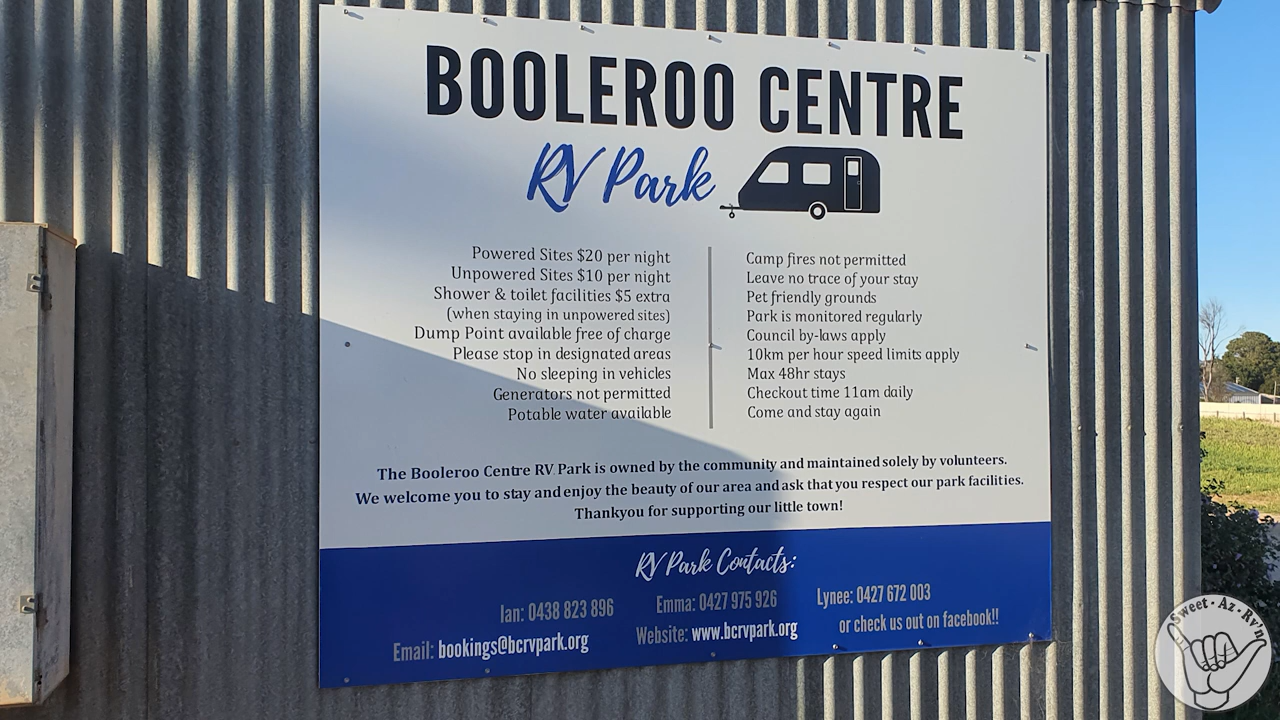 BOOLEROO CENTRE
RV Park
Powered Sites $20 per night
Unpowered Sites $10 per night
Shower & toilet facilities $5 extra
(when staying in unpowered sites)
Dump Point available free of charge
Please stop in designated areas
No sleeping in vehicles
Generators not permitted
Potable water available
Camp fires not permitted
Leave no trace of your stay
Pet friendly grounds
Park is monitored regularly
Council by-laws apply
10km per hour speed limits apply
Max 48hr stays
Checkout time 11am daily
Come and stay again
The Booleroo Centre RV Park is owned by the community and maintained solely by volunteers.
We welcome you to stay and enjoy the beauty of our area and ask that you respect our park facilities.
Thankyou for supporting our little town!
RV Park Contacts:
Ian: 0438 823 896 Emma: 0427 975 926 Lynee: 0427 672 003
Email: bookings@bcrvpark.org Website: www.bcrvpark.org or check us out on facebook!!
Sweet · Az · Rv'n